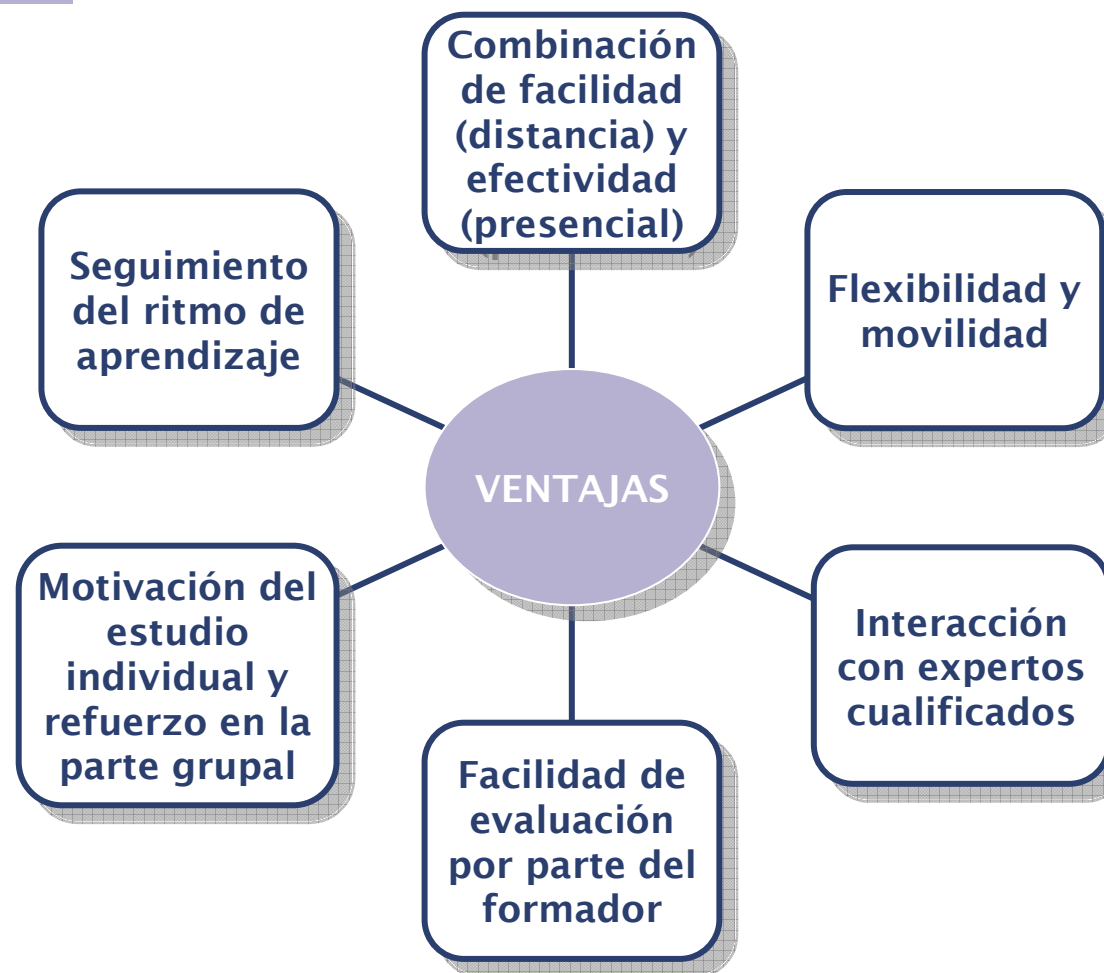 Combinación
de facilidad
(distancia) y
efectividad
(presencial)
Flexibilidad y
movilidad
Interacción
con expertos
cualificados
Facilidad de
evaluación
por parte del
formador
Motivación del
estudio
individual y
refuerzo en la
parte grupal
Seguimiento
del ritmo de
aprendizaje
VENTAJAS